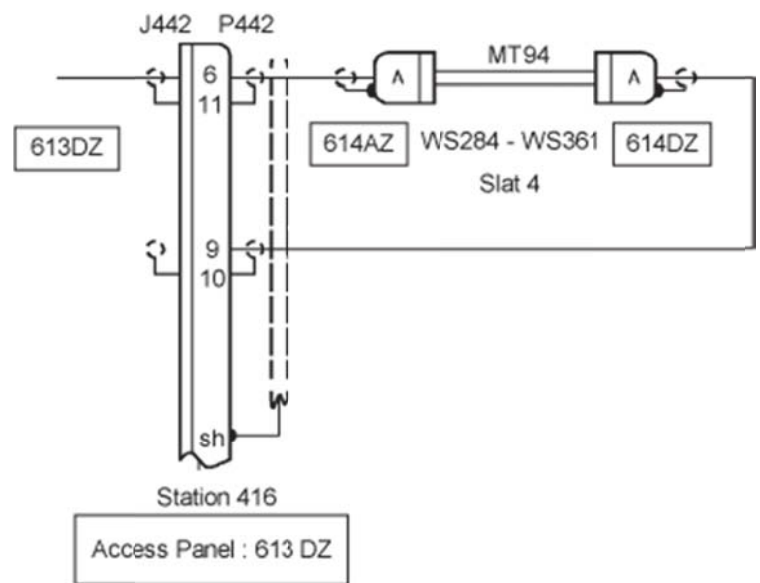 J442 P442
MT94
6
Λ Λ
11
613DZ
614AZ WS284 - WS361 614DZ
Slat 4
9
10
sh
Station 416
Access Panel : 613 DZ